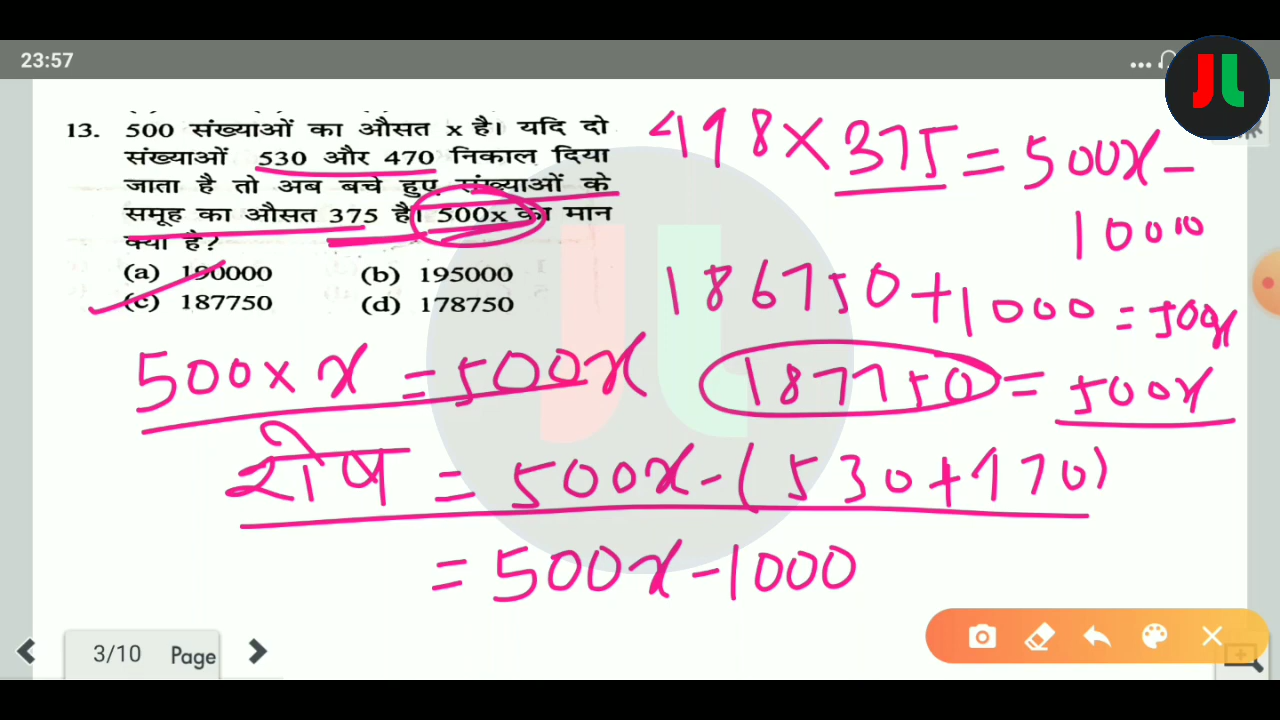 23:57
JL
13. 500 संख्याओं का औसत x है। यदि दो
संख्याओं 530 और 470 निकाल दिया
जाता है तो अब बचे हुए संख्याओं के
समूह का औसत 375 है। 500x का मान
क्या है?
(a) 190000 (b) 195000
(c) 187750 (d) 178750
498 × 375 = 500x -
1000
186750 + 1000 = 500x
187750 = 500x
500 × x = 500x
शेष = 500x - (530 + 470)
= 500x - 1000
3/10 Page